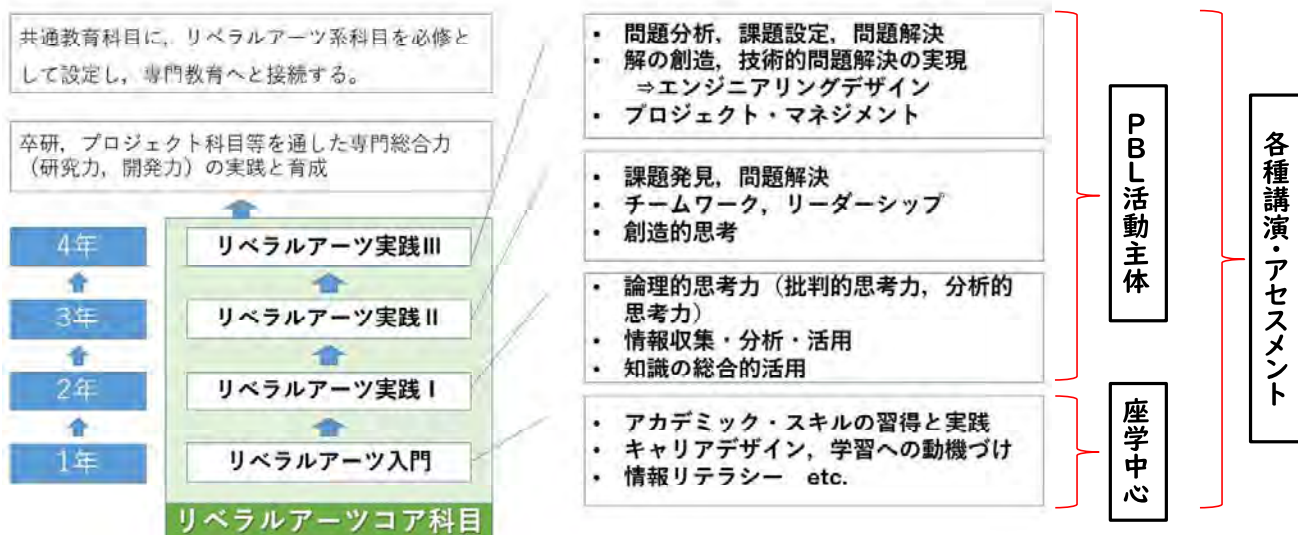 共通教育科目に，リベラルアーツ系科目を必修と
して設定し，専門教育へと接続する。
卒研，プロジェクト科目等を通した専門総合力
（研究力，開発力）の実践と育成
4年
リベラルアーツ実践Ⅲ
3年
リベラルアーツ実践Ⅱ
2年
リベラルアーツ実践Ⅰ
1年
リベラルアーツ入門
リベラルアーツコア科目
• 問題分析，課題設定，問題解決
• 解の創造，技術的問題解決の実現
⇒エンジニアリングデザイン
• プロジェクト・マネジメント
• 課題発見，問題解決
• チームワーク，リーダーシップ
• 創造的思考
• 論理的思考力（批判的思考力，分析的
思考力）
• 情報収集・分析・活用
• 知識の総合的活用
• アカデミック・スキルの習得と実践
• キャリアデザイン，学習への動機づけ
• 情報リテラシー　etc.
ＰＢＬ活動主体
座学中心
各種講演・アセスメント